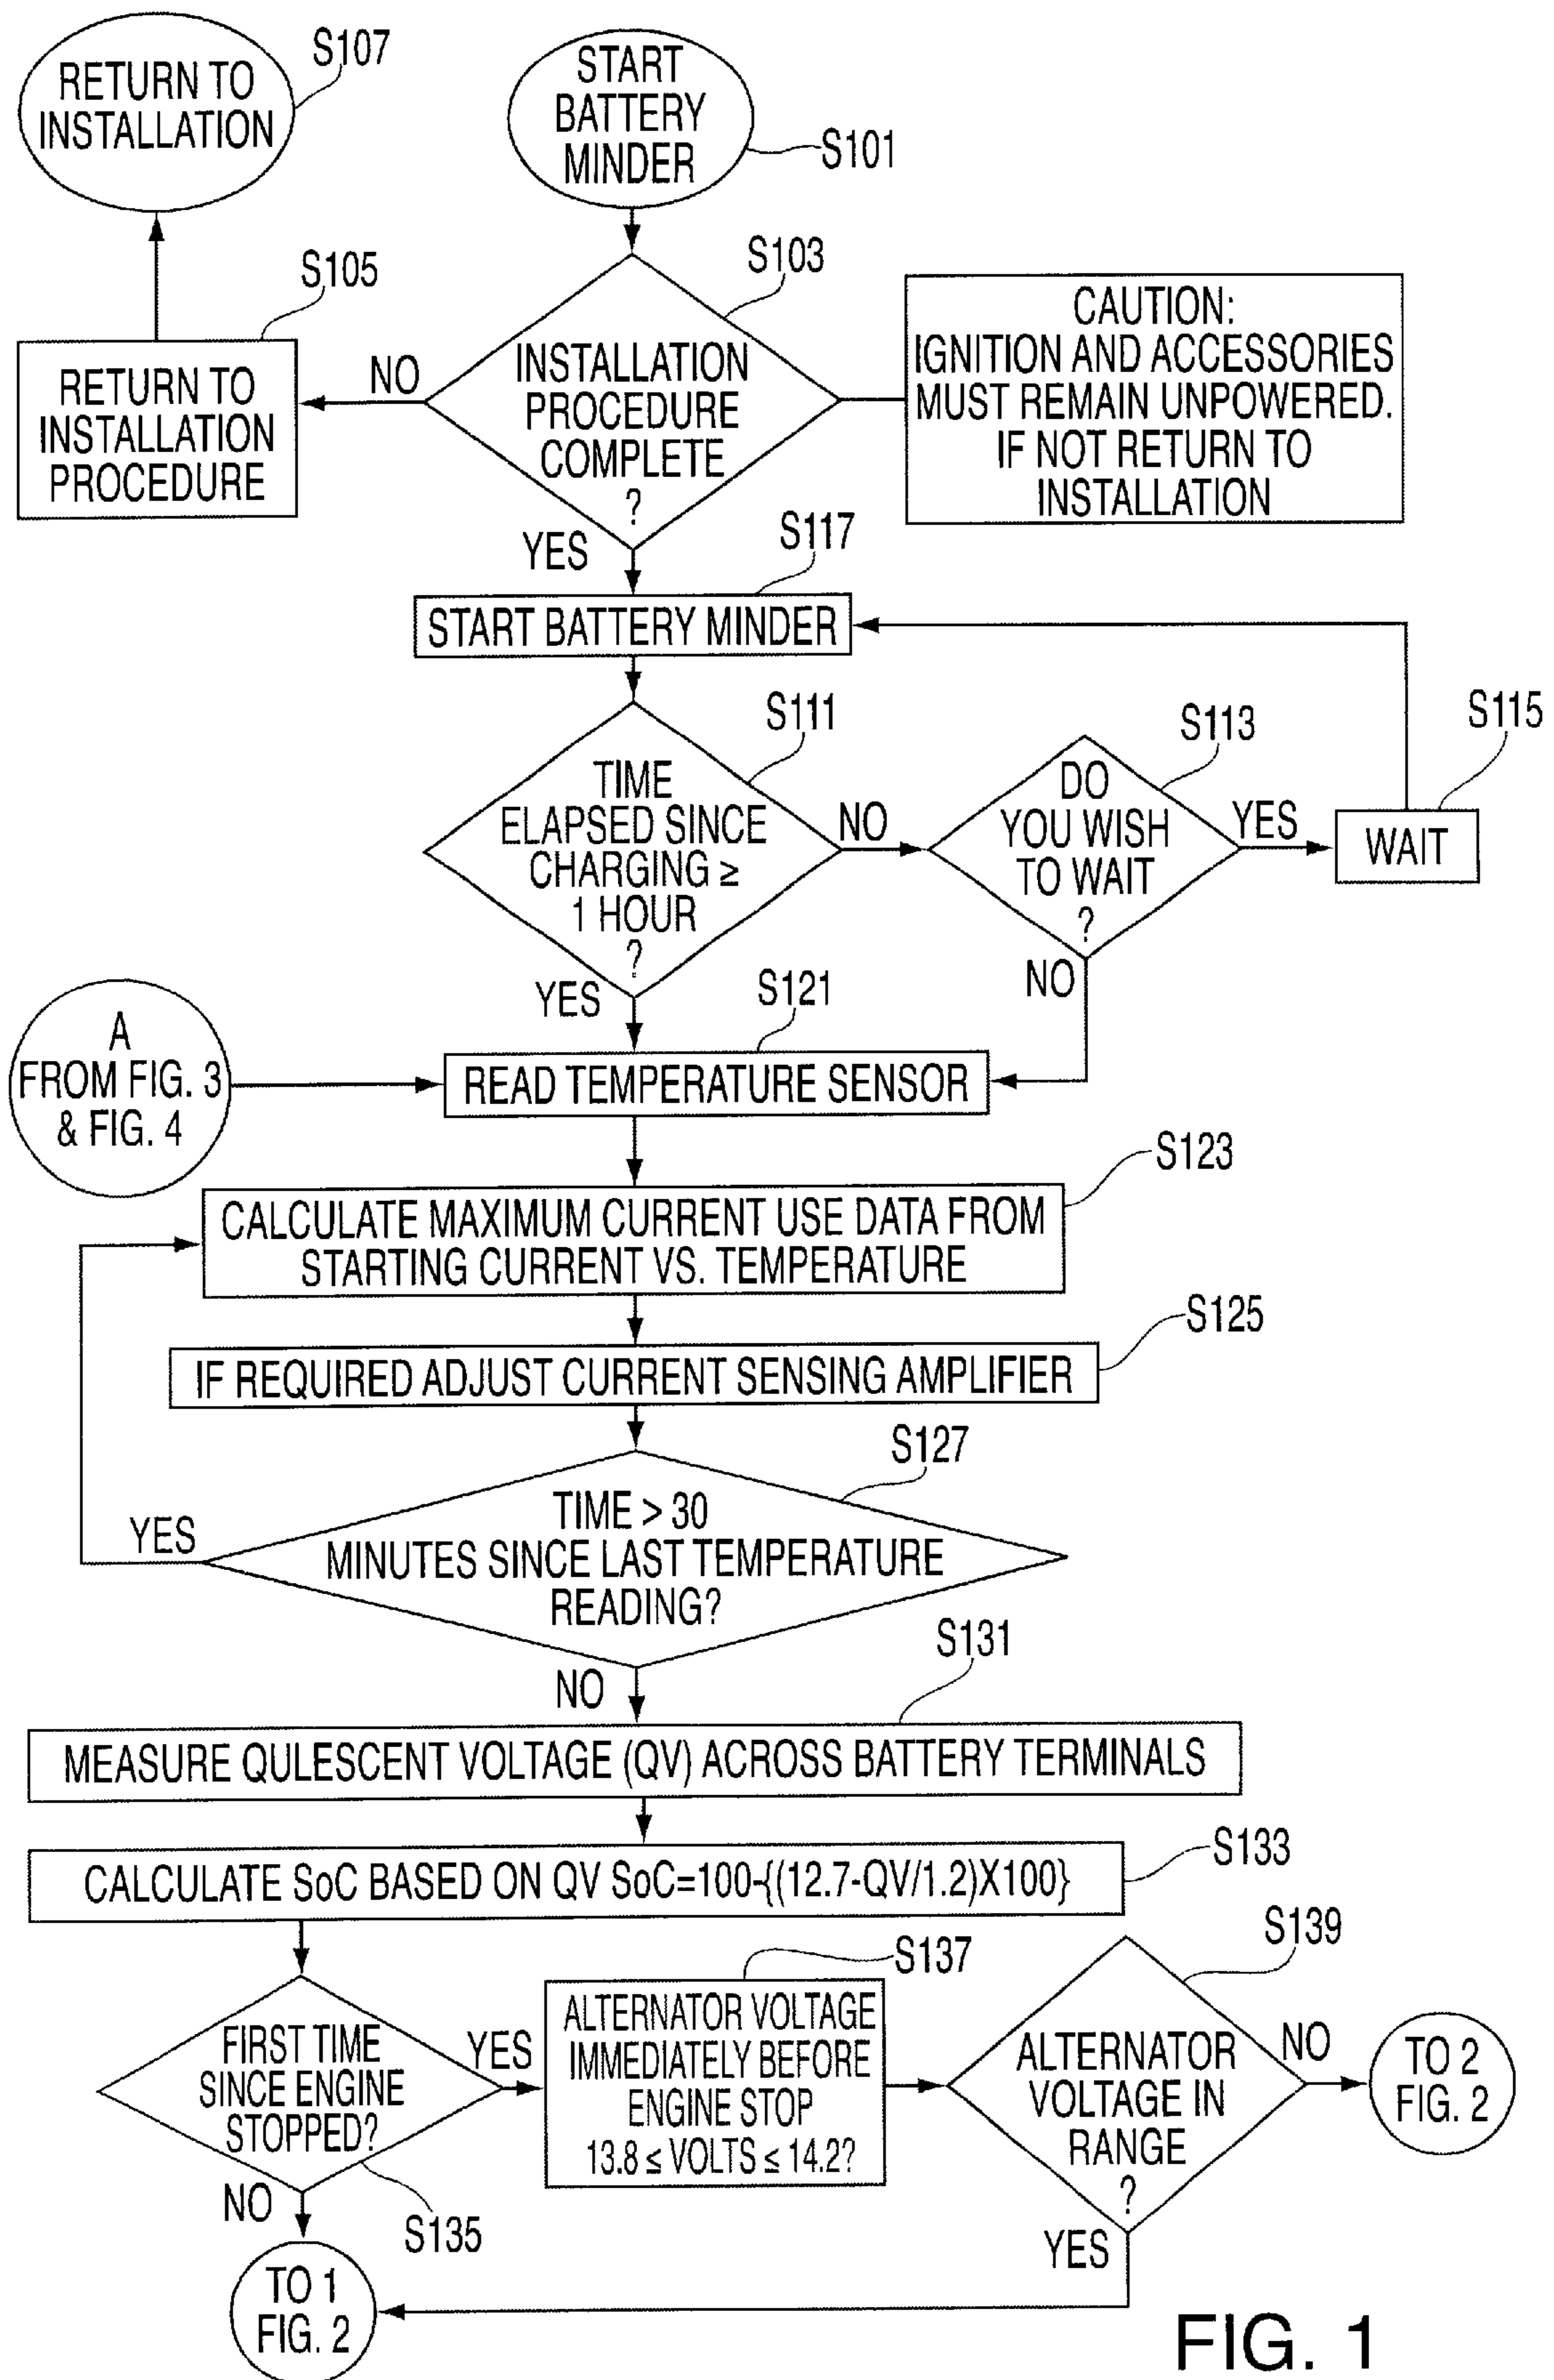 RETURN TO
INSTALLATION
S107
START
BATTERY
MINDER
S101
S103
S105
RETURN TO
INSTALLATION
PROCEDURE
NO
INSTALLATION
PROCEDURE
COMPLETE
?
CAUTION:
IGNITION AND ACCESSORIES
MUST REMAIN UNPOWERED.
IF NOT RETURN TO
INSTALLATION
YES
S117
START BATTERY MINDER
S111
TIME
ELAPSED SINCE
CHARGING ≥
1 HOUR
?
NO
S113
DO
YOU WISH
TO WAIT
?
YES
S115
WAIT
YES
NO
S121
A
FROM FIG. 3
& FIG. 4
READ TEMPERATURE SENSOR
S123
CALCULATE MAXIMUM CURRENT USE DATA FROM
STARTING CURRENT VS. TEMPERATURE
S125
IF REQUIRED ADJUST CURRENT SENSING AMPLIFIER
S127
TIME > 30
MINUTES SINCE LAST TEMPERATURE
READING?
YES
NO
S131
MEASURE QULESCENT VOLTAGE (QV) ACROSS BATTERY TERMINALS
S133
CALCULATE SoC BASED ON QV SoC=100-{(12.7-QV/1.2)X100}
FIRST TIME
SINCE ENGINE
STOPPED?
YES
S137
ALTERNATOR VOLTAGE
IMMEDIATELY BEFORE
ENGINE STOP
13.8 ≤ VOLTS ≤ 14.2?
S139
ALTERNATOR
VOLTAGE IN
RANGE
?
NO
TO 2
FIG. 2
NO
S135
YES
TO 1
FIG. 2
FIG. 1